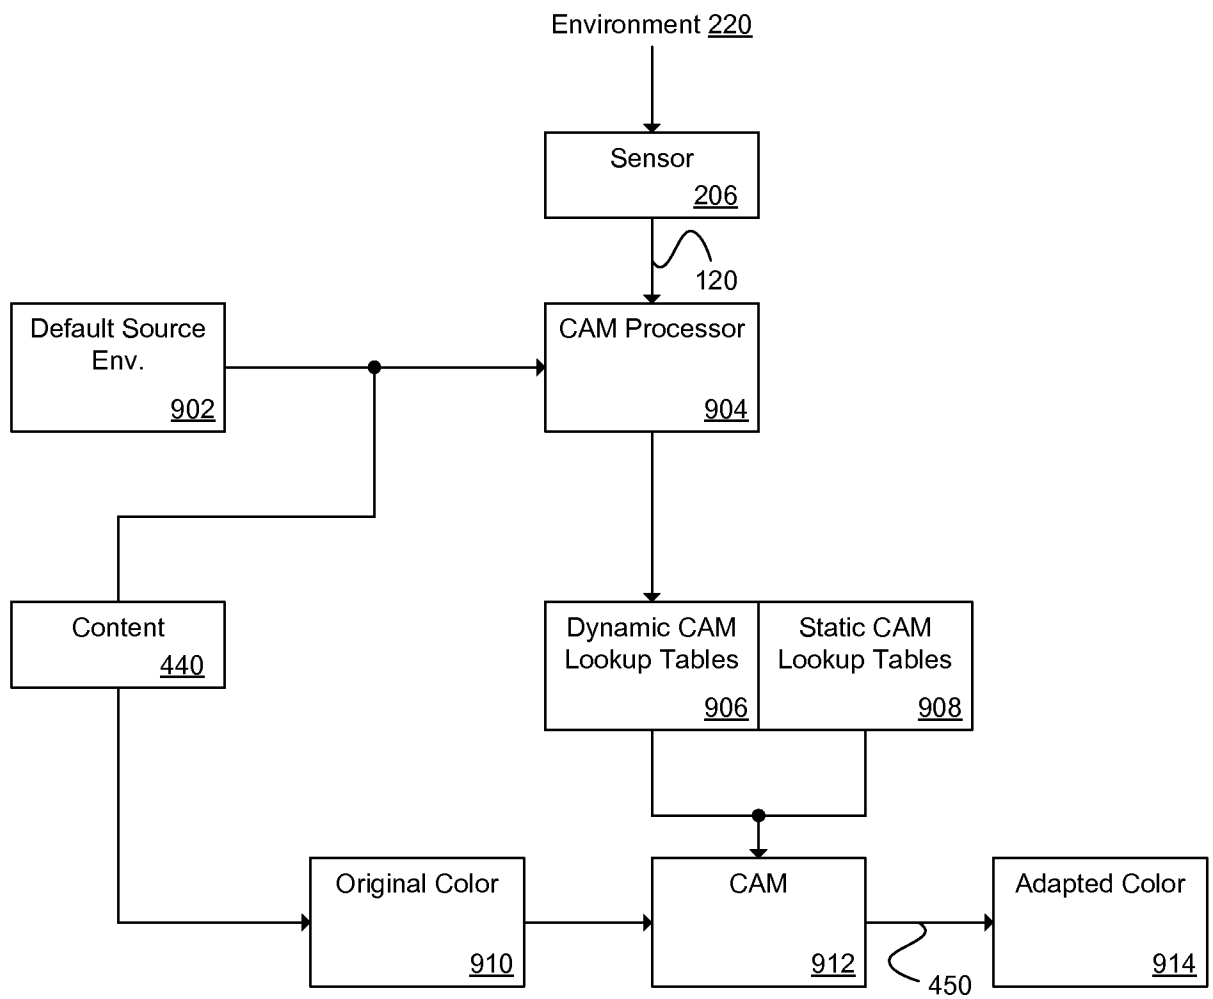 Environment 220
Sensor
206
120
Default Source
Env.
902
CAM Processor
904
Content
440
Dynamic CAM
Lookup Tables
906
Static CAM
Lookup Tables
908
Original Color
910
CAM
912
450
Adapted Color
914